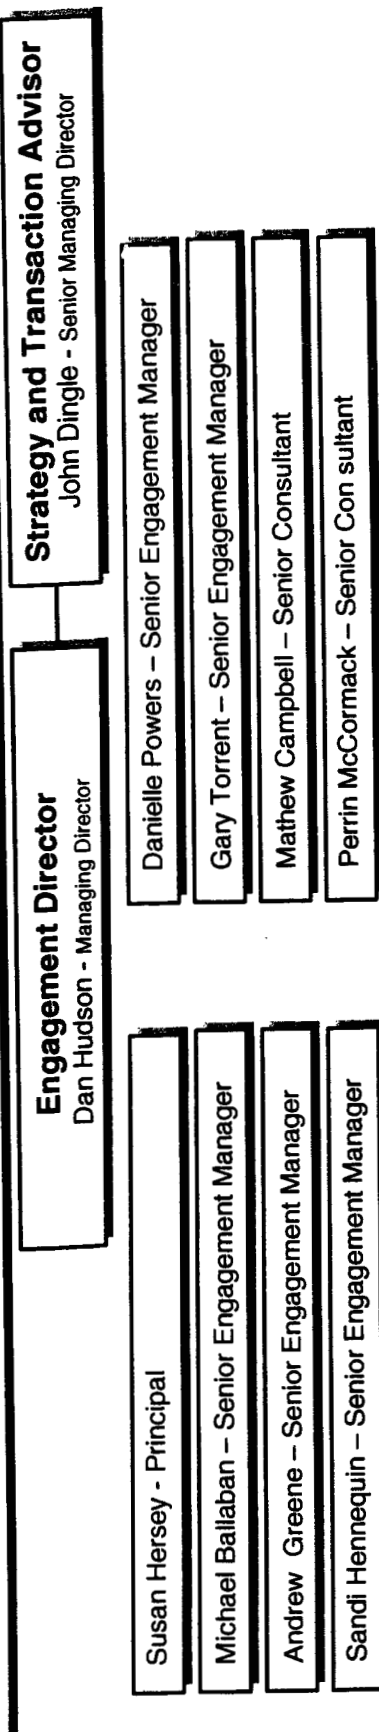 Engagement Director
Dan Hudson - Managing Director
Strategy and Transaction Advisor
John Dingle - Senior Managing Director
Susan Hersey - Principal
Michael Ballaban – Senior Engagement Manager
Andrew Greene – Senior Engagement Manager
Sandi Hennequin – Senior Engagement Manager
Danielle Powers – Senior Engagement Manager
Gary Torrent – Senior Engagement Manager
Mathew Campbell – Senior Consultant
Perrin McCormack – Senior Con sultant